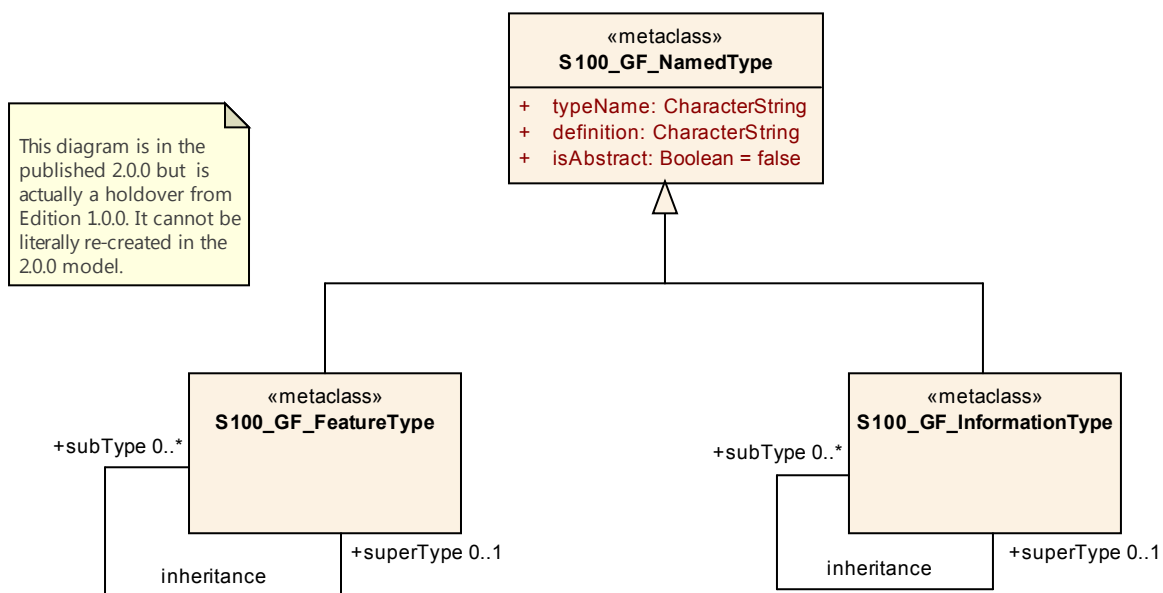 «metaclass»
S100_GF_NamedType
+ typeName: CharacterString
+ definition: CharacterString
+ isAbstract: Boolean = false
This diagram is in the
published 2.0.0 but is
actually a holdover from
Edition 1.0.0. It cannot be
literally re-created in the
2.0.0 model.
«metaclass»
S100_GF_FeatureType
+subType 0..*
+superType 0..1
inheritance
«metaclass»
S100_GF_InformationType
+subType 0..*
+superType 0..1
inheritance